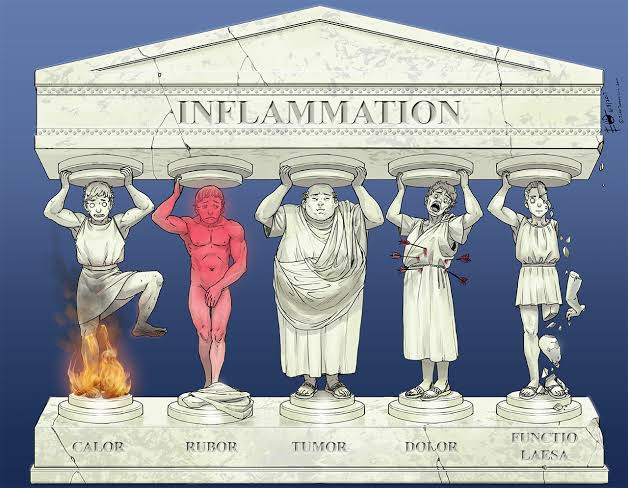 INFLAMMATION
CALOR
RUBOR
TUMOR
DOLOR
FUNCTIO
LAESA